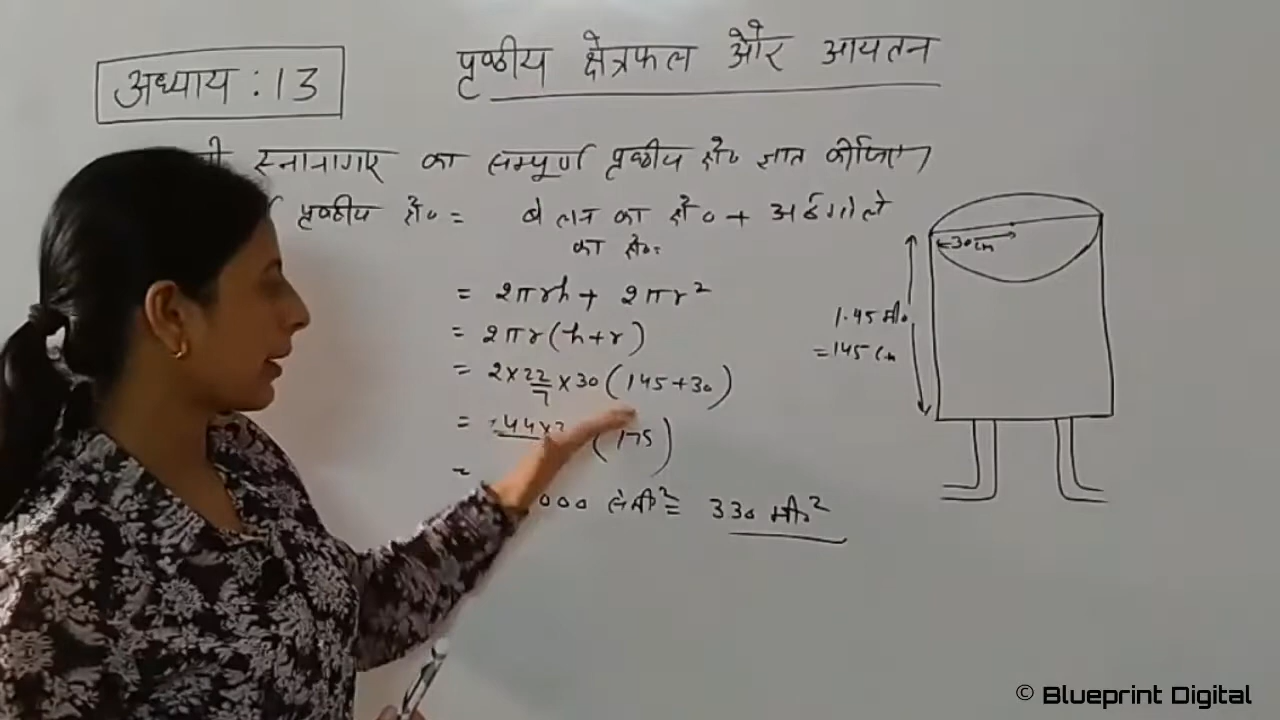 अध्याय : 13
पृष्ठीय क्षेत्रफल और आयतन
का सम्पूर्ण पृष्ठीय क्षे० ज्ञात कीजिए
पृष्ठीय क्षे० = बेलन का क्षे० + अर्द्धगोले
का क्षे०
= 2πrh + 2πr²
= 2πr(h+r)
= 2×22/7×30(145+30)
= (175)
000 सेमी² = 330 मी०²
30cm
1.45 मी०
=145 cm
© Blueprint Digital